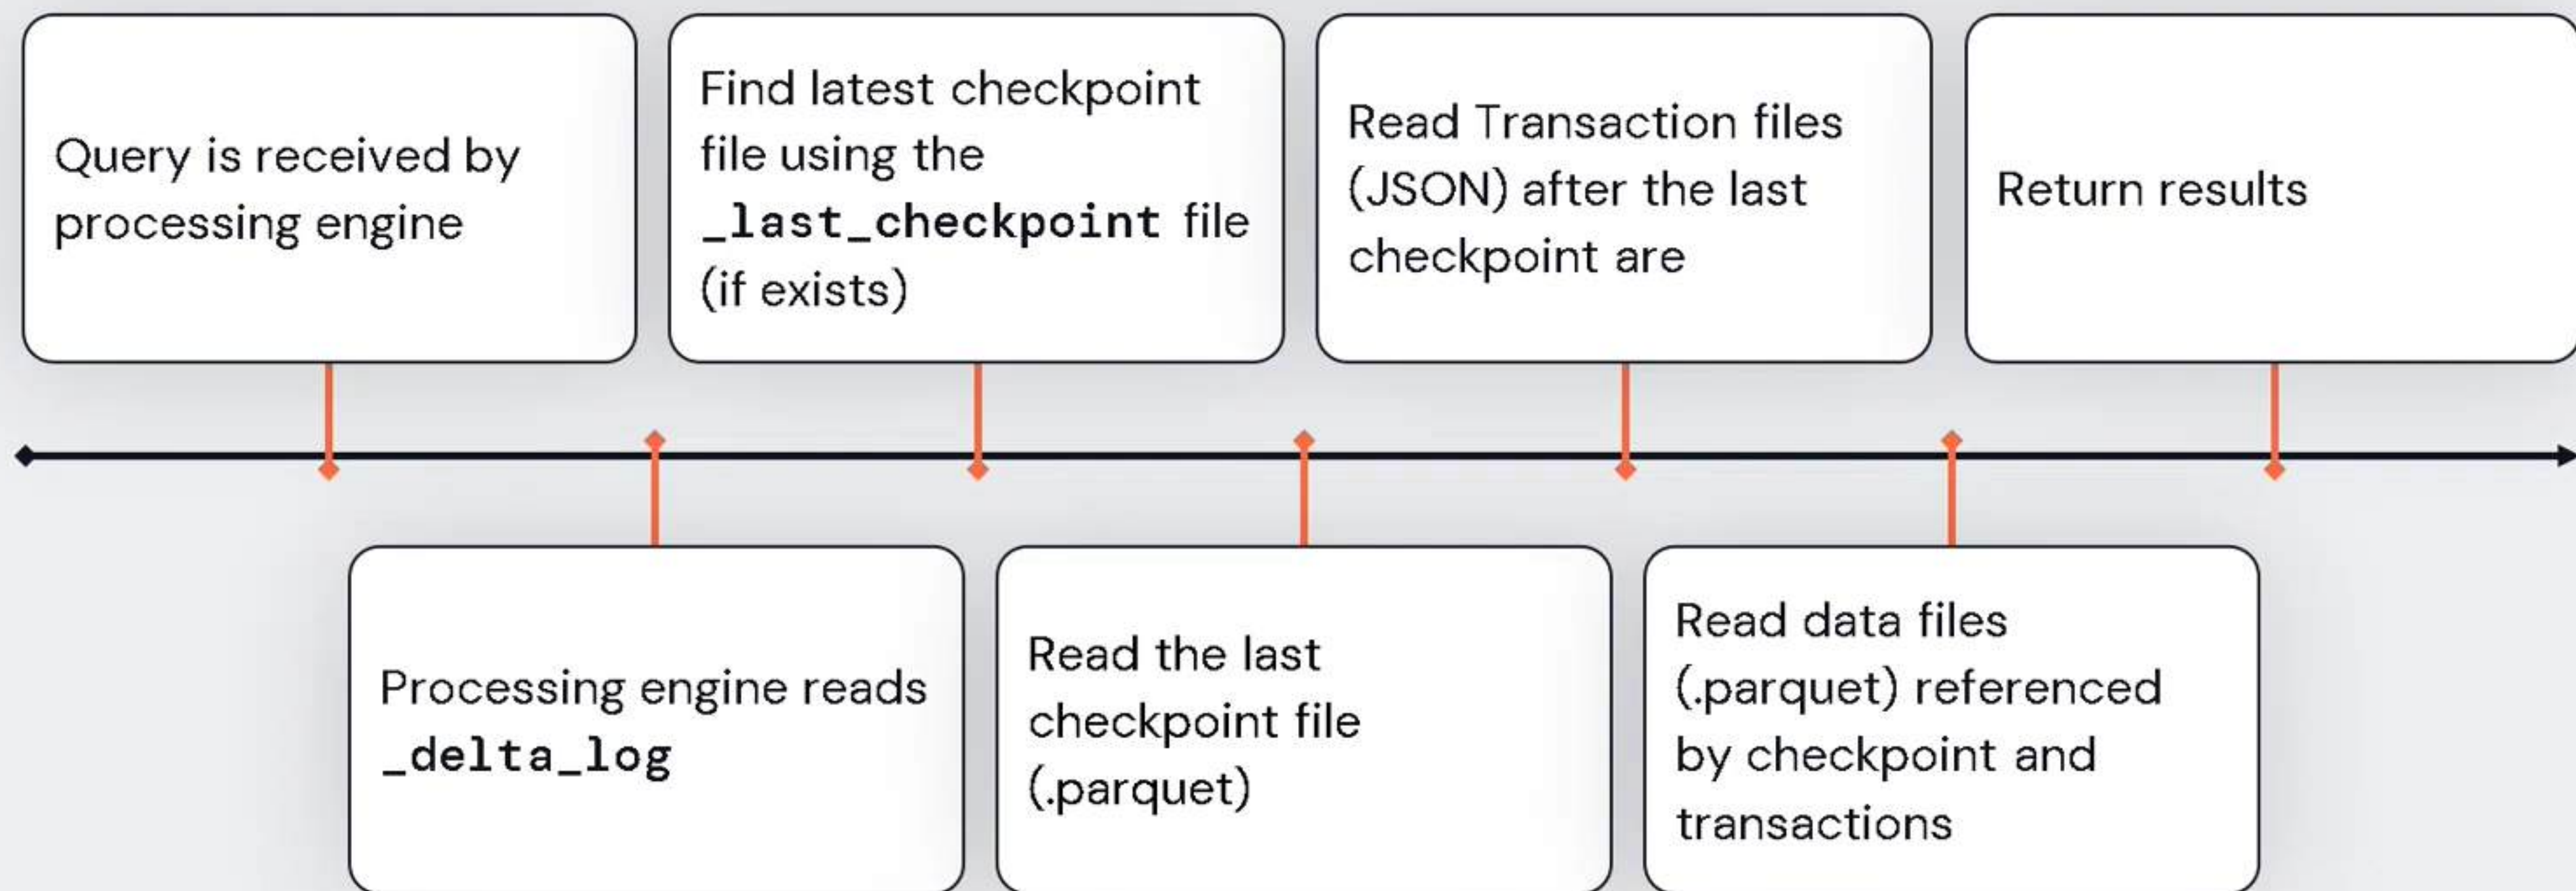 Query is received by
processing engine
Processing engine reads
_delta_log
Find latest checkpoint
file using the
_last_checkpoint file
(if exists)
Read the last
checkpoint file
(.parquet)
Read Transaction files
(JSON) after the last
checkpoint are
Read data files
(.parquet) referenced
by checkpoint and
transactions
Return results